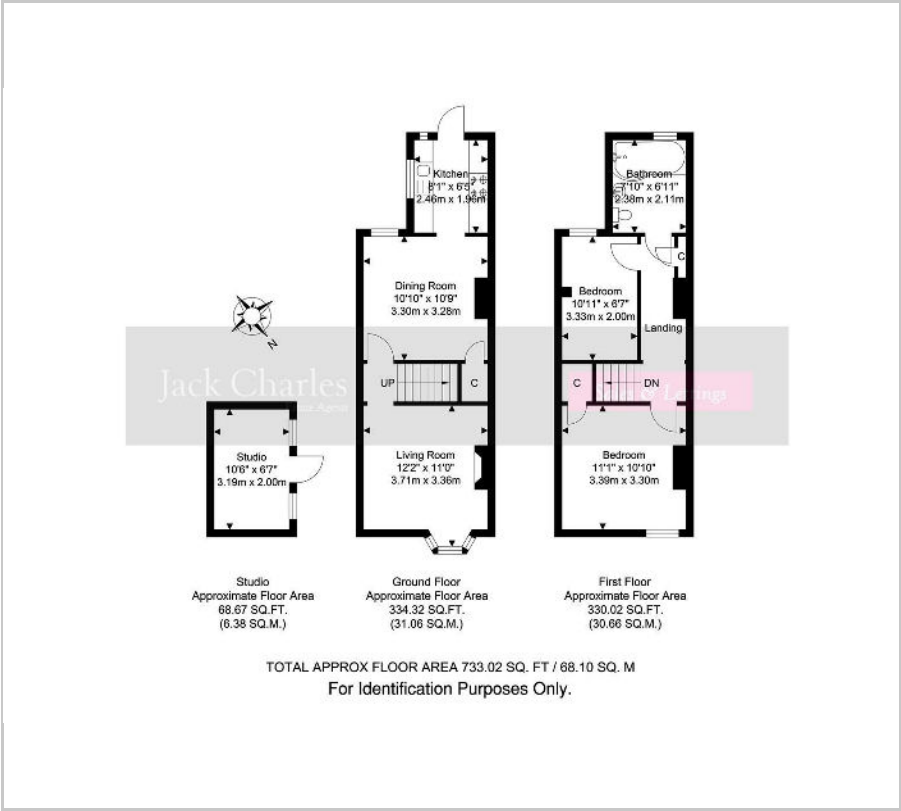 Kitchen
8'1" x 6'5"
2.46m x 1.96m
Bathroom
7'10" x 6'11"
2.38m x 2.11m
C
Dining Room
10'10" x 10'9"
3.30m x 3.28m
Bedroom
10'11" x 6'7"
3.33m x 2.00m
Landing
N
UP
C
C
DN
Jack Charles
& Lettings
Studio
10'6" x 6'7"
3.19m x 2.00m
Living Room
12'2" x 11'0"
3.71m x 3.36m
Bedroom
11'1" x 10'10"
3.39m x 3.30m
Studio
Approximate Floor Area
68.67 SQ.FT.
(6.38 SQ.M.)
Ground Floor
Approximate Floor Area
334.32 SQ.FT.
(31.06 SQ.M.)
First Floor
Approximate Floor Area
330.02 SQ.FT.
(30.66 SQ.M.)
TOTAL APPROX FLOOR AREA 733.02 SQ. FT / 68.10 SQ. M
For Identification Purposes Only.